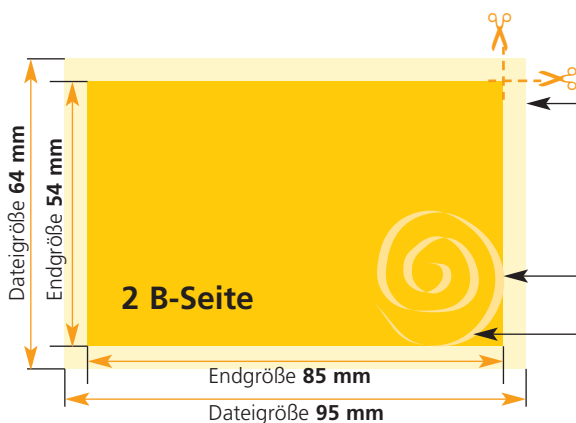 Dateigröße 64 mm
Endgröße 54 mm
2 B-Seite
Endgröße 85 mm
Dateigröße 95 mm